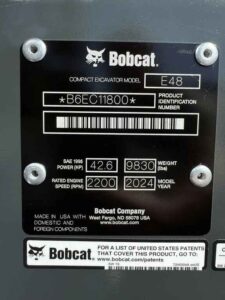 Bobcat.
COMPACT EXCAVATOR MODEL E48
*B6EC11800* PRODUCT IDENTIFICATION NUMBER
SAE 1995 POWER (HP) 42.6 9830 WEIGHT (lbs)
RATED ENGINE SPEED (RPM) 2200 2024 MODEL YEAR
Bobcat Company
West Fargo, ND 58078 USA
MADE IN USA WITH DOMESTIC AND FOREIGN COMPONENTS
Bobcat.
FOR A LIST OF UNITED STATES PATENTS
THAT COVER THIS PRODUCT, GO TO:
www.bobcat.com/patents